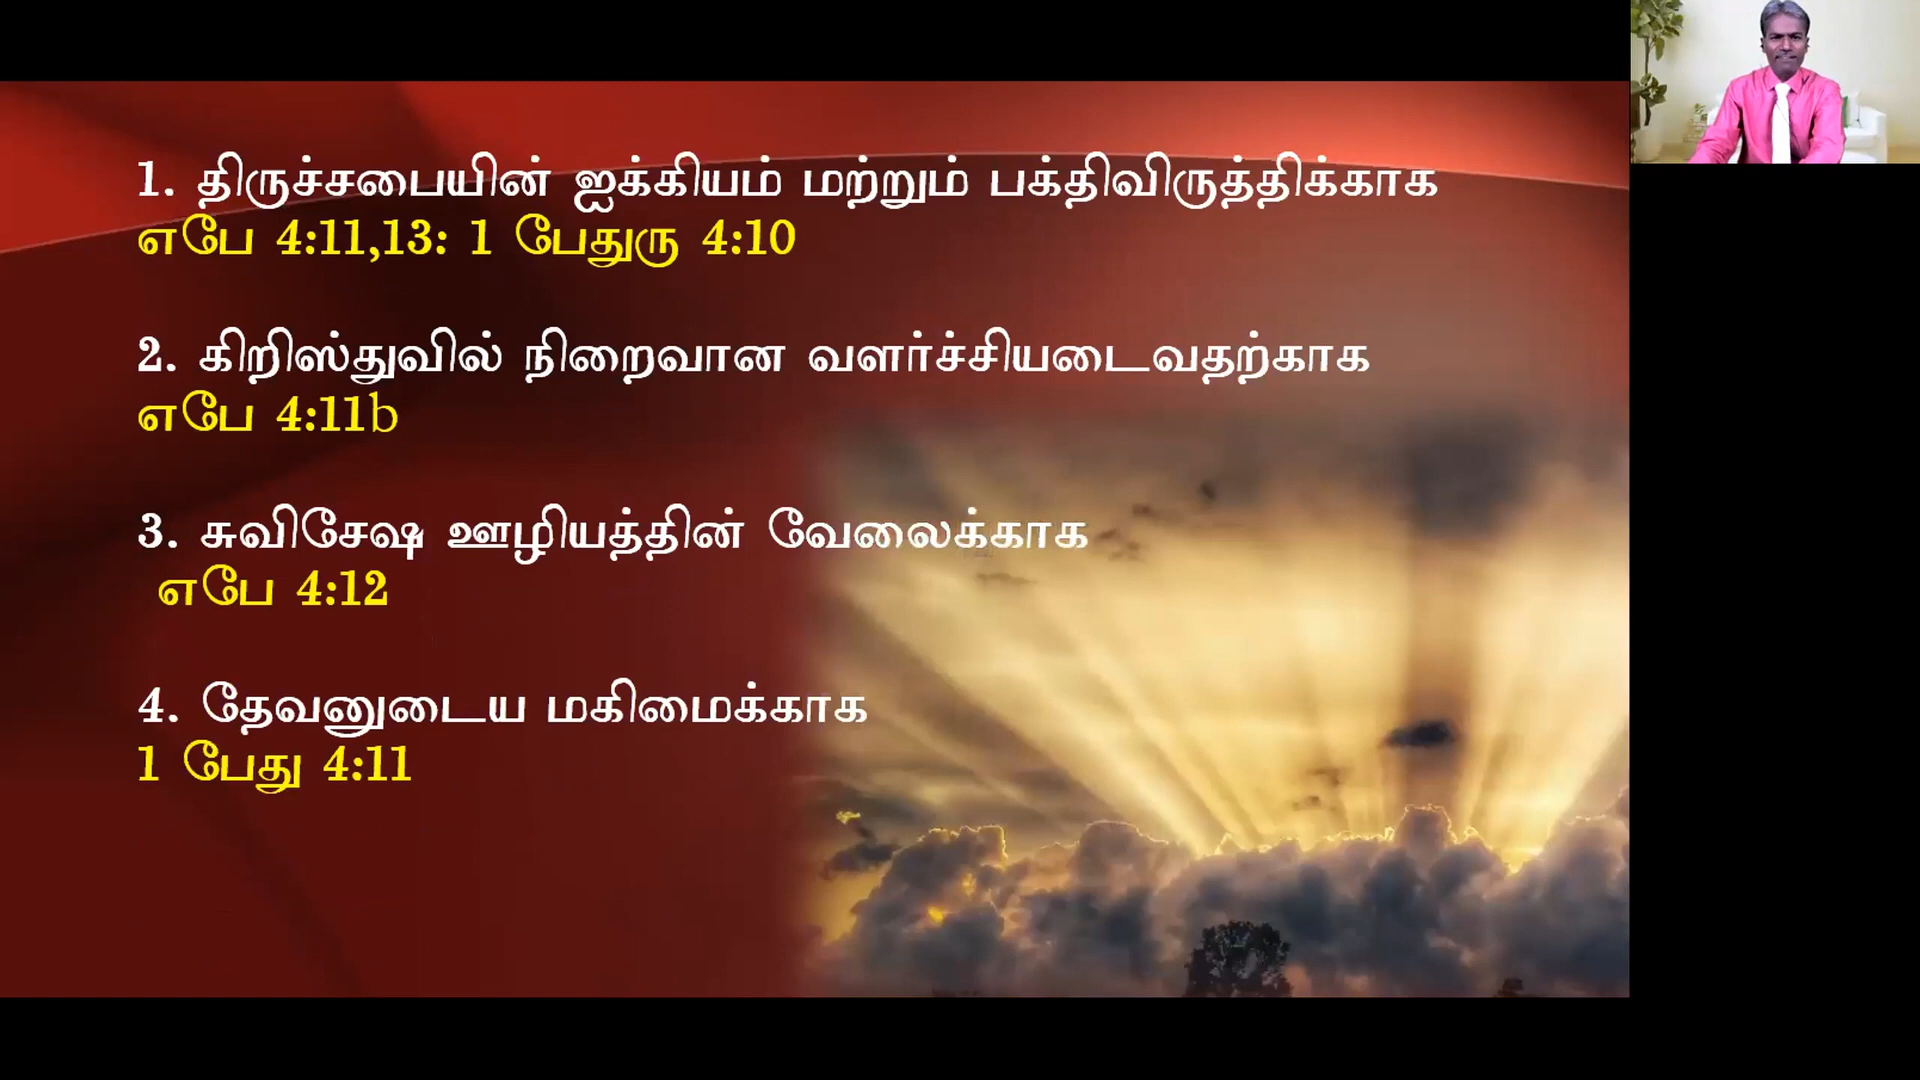 1. திருச்சபையின் ஐக்கியம் மற்றும் பக்திவிருத்திக்காக
எபே 4:11,13: 1 பேதுரு 4:10
2. கிறிஸ்துவில் நிறைவான வளர்ச்சியடைவதற்காக
எபே 4:11b
3. சுவிசேஷ ஊழியத்தின் வேலைக்காக
எபே 4:12
4. தேவனுடைய மகிமைக்காக
1 பேது 4:11